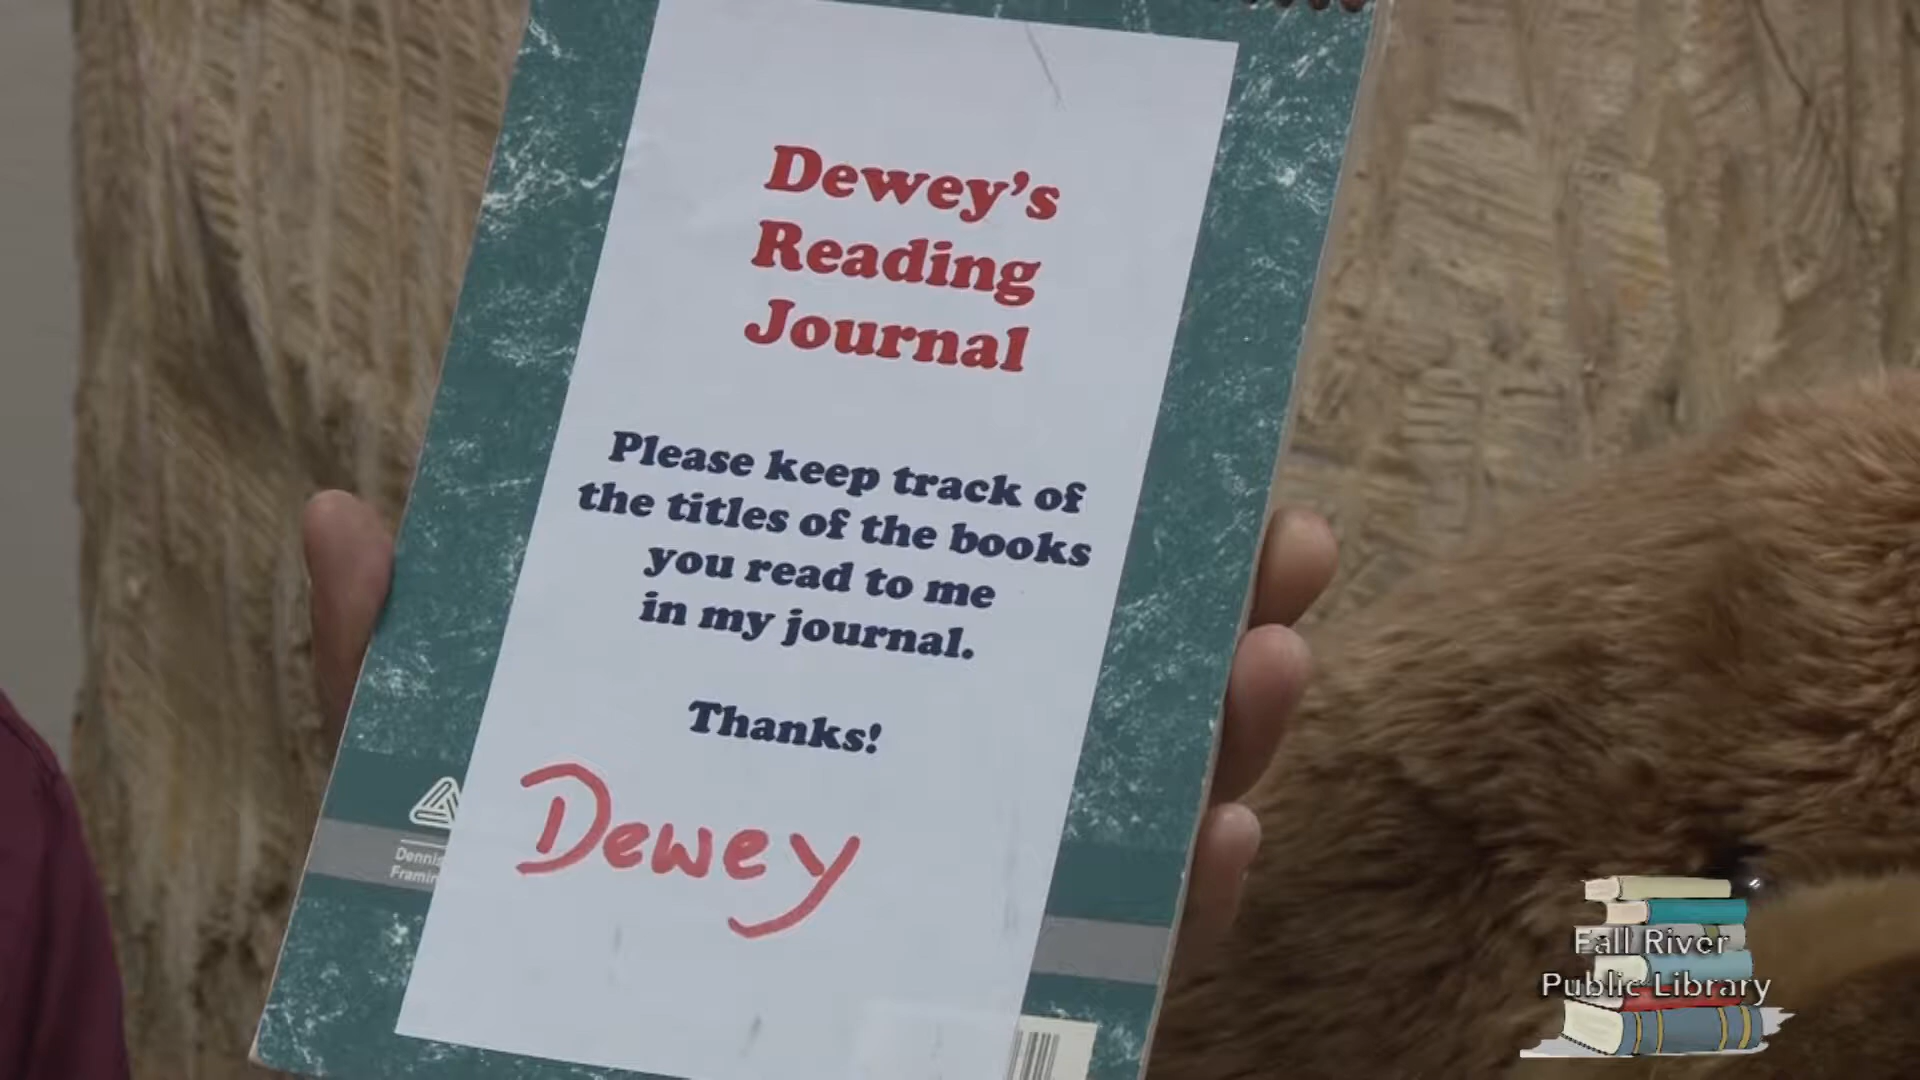 Dewey's
Reading
Journal
Please keep track of
the titles of the books
you read to me
in my journal.
Thanks!
Dewey
Fall River
Public Library